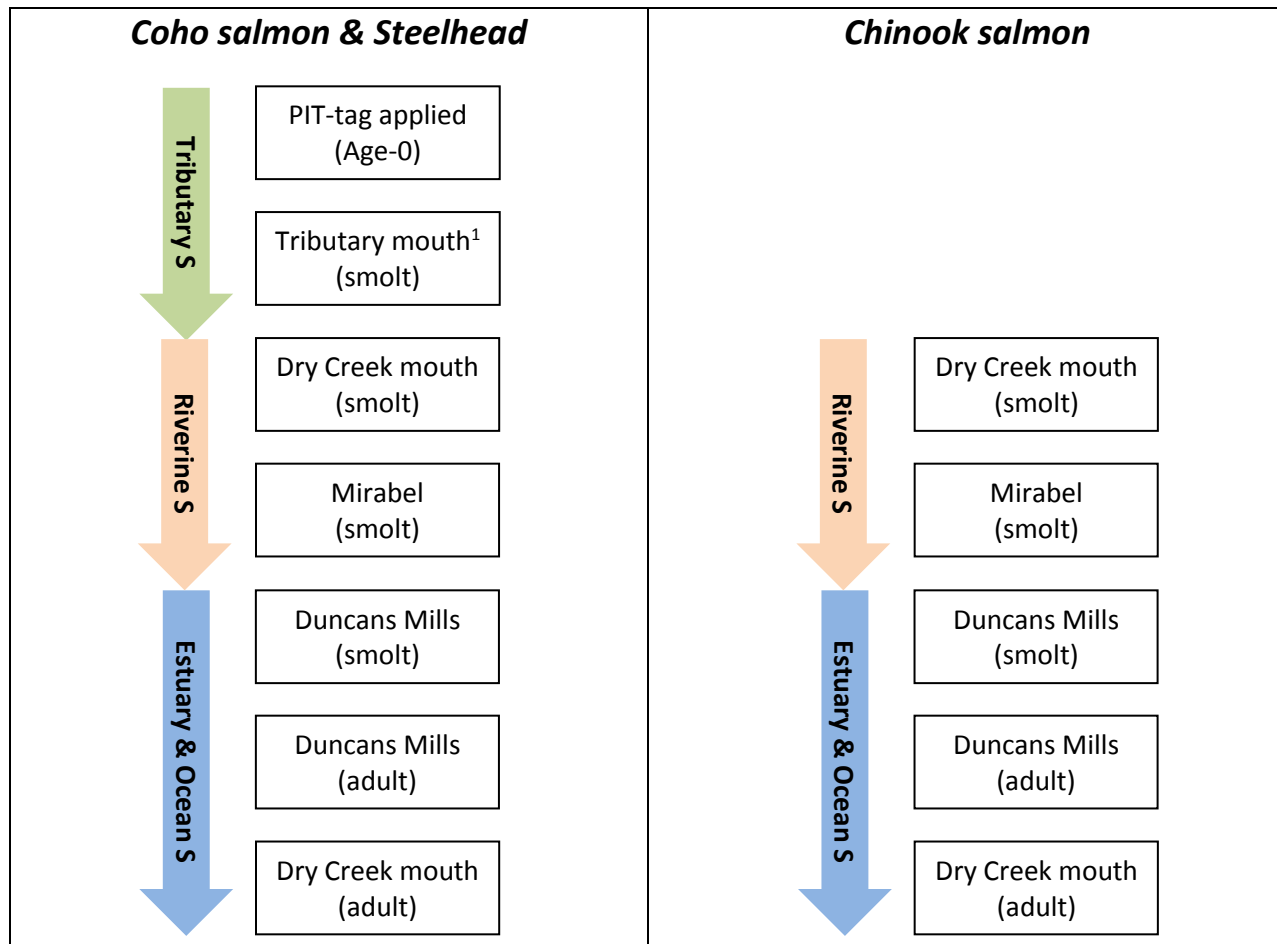 Coho salmon & Steelhead
Tributary S
PIT-tag applied
(Age-0)
Tributary mouth¹
(smolt)
Riverine S
Dry Creek mouth
(smolt)
Mirabel
(smolt)
Estuary & Ocean S
Duncans Mills
(smolt)
Duncans Mills
(adult)
Dry Creek mouth
(adult)
Chinook salmon
Riverine S
Dry Creek mouth
(smolt)
Mirabel
(smolt)
Estuary & Ocean S
Duncans Mills
(smolt)
Duncans Mills
(adult)
Dry Creek mouth
(adult)